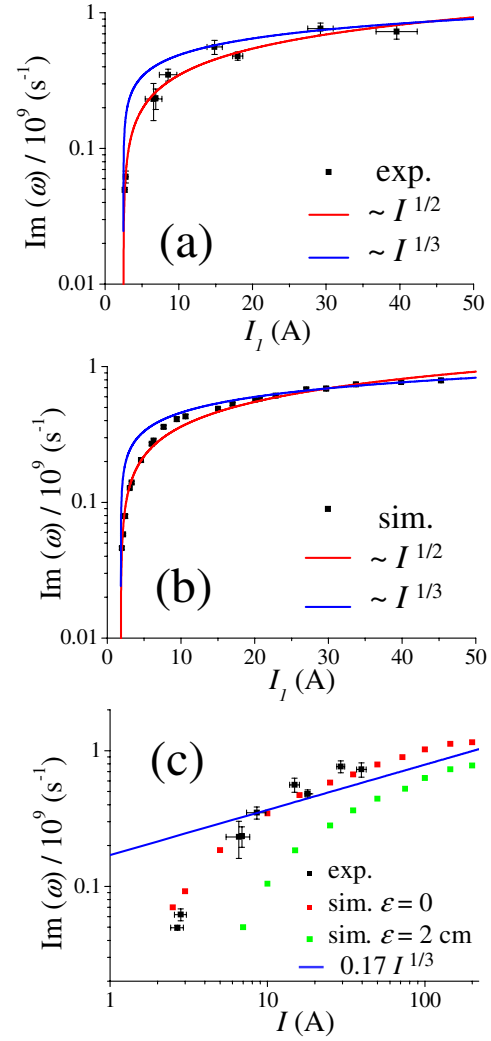 1
Im (ω) / 10⁹ (s⁻¹)
0.1
0.01
exp.
~ I ^1/2
~ I ^1/3
(a)
0 10 20 30 40 50
I₁ (A)
1
Im (ω) / 10⁹ (s⁻¹)
0.1
0.01
sim.
~ I ^1/2
~ I ^1/3
(b)
0 10 20 30 40 50
I₁ (A)
(c)
1
Im (ω) / 10⁹ (s⁻¹)
0.1
exp.
sim. ε = 0
sim. ε = 2 cm
0.17 I ^1/3
1 10 100
I (A)